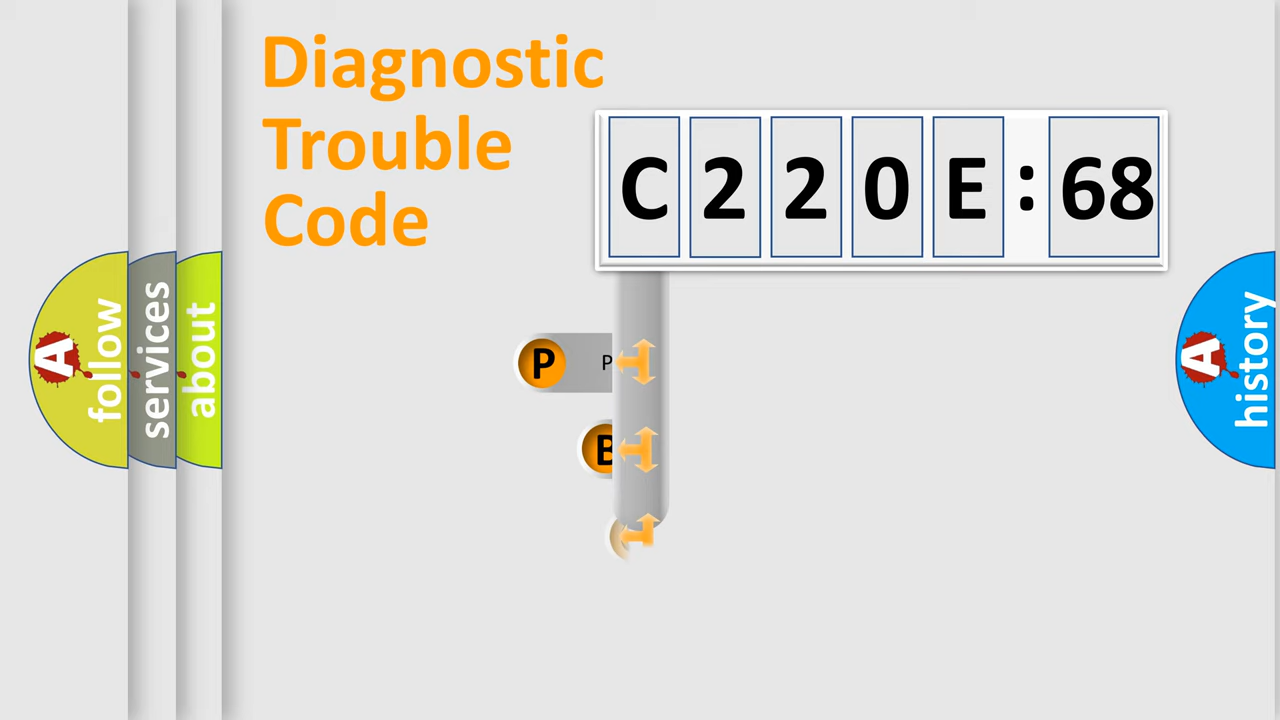 Diagnostic
Trouble
Code
C220E:68
P
P
B
A
follow
services
about
A
history